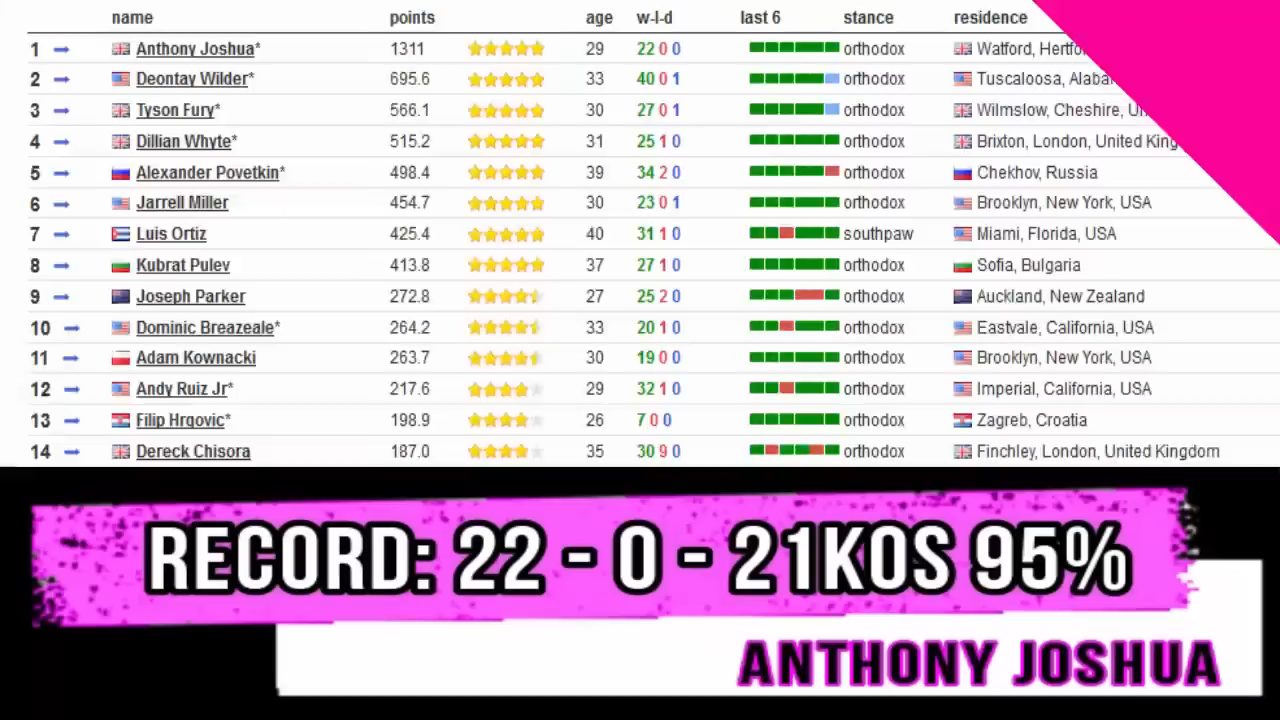 name points age w-l-d last 6 stance residence
1 Anthony Joshua* 1311 29 22 0 0 orthodox Watford, Hertfor
2 Deontay Wilder* 695.6 33 40 0 1 orthodox Tuscaloosa, Alabam
3 Tyson Fury* 566.1 30 27 0 1 orthodox Wilmslow, Cheshire, Un
4 Dillian Whyte* 515.2 31 25 1 0 orthodox Brixton, London, United King
5 Alexander Povetkin* 498.4 39 34 2 0 orthodox Chekhov, Russia
6 Jarrell Miller 454.7 30 23 0 1 orthodox Brooklyn, New York, USA
7 Luis Ortiz 425.4 40 31 1 0 southpaw Miami, Florida, USA
8 Kubrat Pulev 413.8 37 27 1 0 orthodox Sofia, Bulgaria
9 Joseph Parker 272.8 27 25 2 0 orthodox Auckland, New Zealand
10 Dominic Breazeale* 264.2 33 20 1 0 orthodox Eastvale, California, USA
11 Adam Kownacki 263.7 30 19 0 0 orthodox Brooklyn, New York, USA
12 Andy Ruiz Jr* 217.6 29 32 1 0 orthodox Imperial, California, USA
13 Filip Hrgovic* 198.9 26 7 0 0 orthodox Zagreb, Croatia
14 Dereck Chisora 187.0 35 30 9 0 orthodox Finchley, London, United Kingdom
RECORD: 22 - 0 - 21KOS 95%
ANTHONY JOSHUA